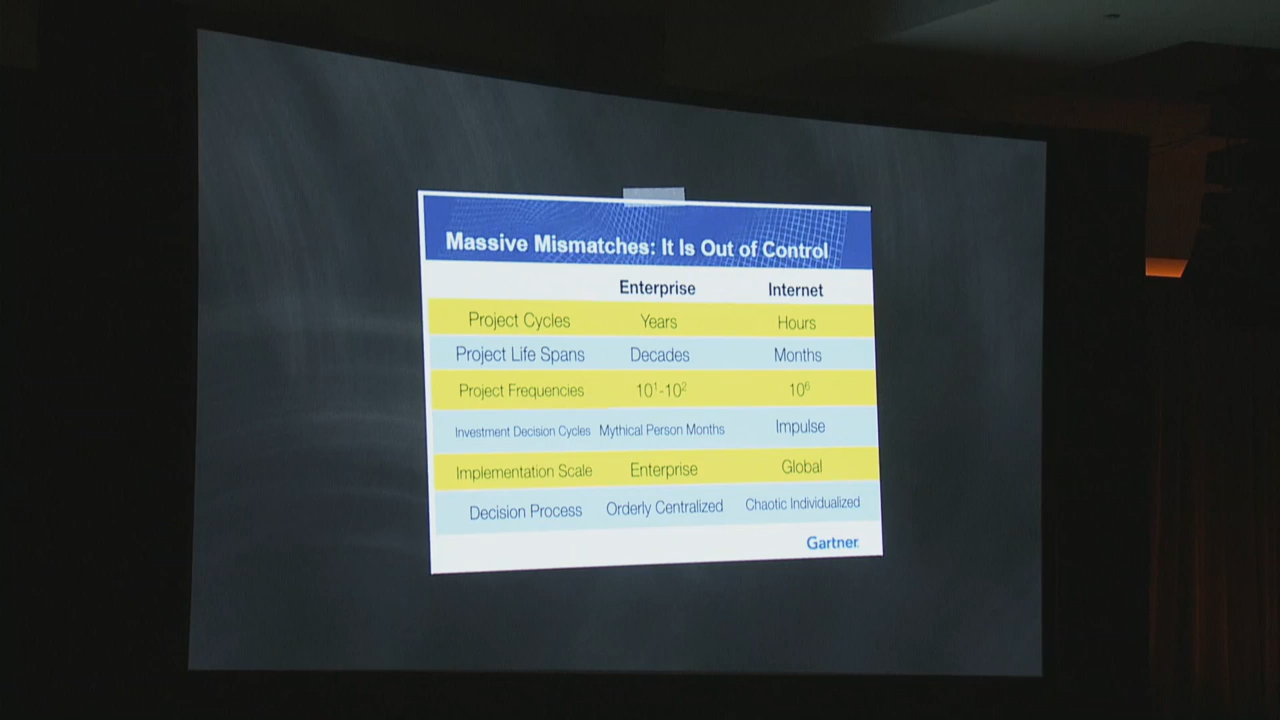 Massive Mismatches: It Is Out of Control
Enterprise Internet
Project Cycles Years Hours
Project Life Spans Decades Months
Project Frequencies 10¹-10² 10⁶
Investment Decision Cycles Mythical Person Months Impulse
Implementation Scale Enterprise Global
Decision Process Orderly Centralized Chaotic Individualized
Gartner